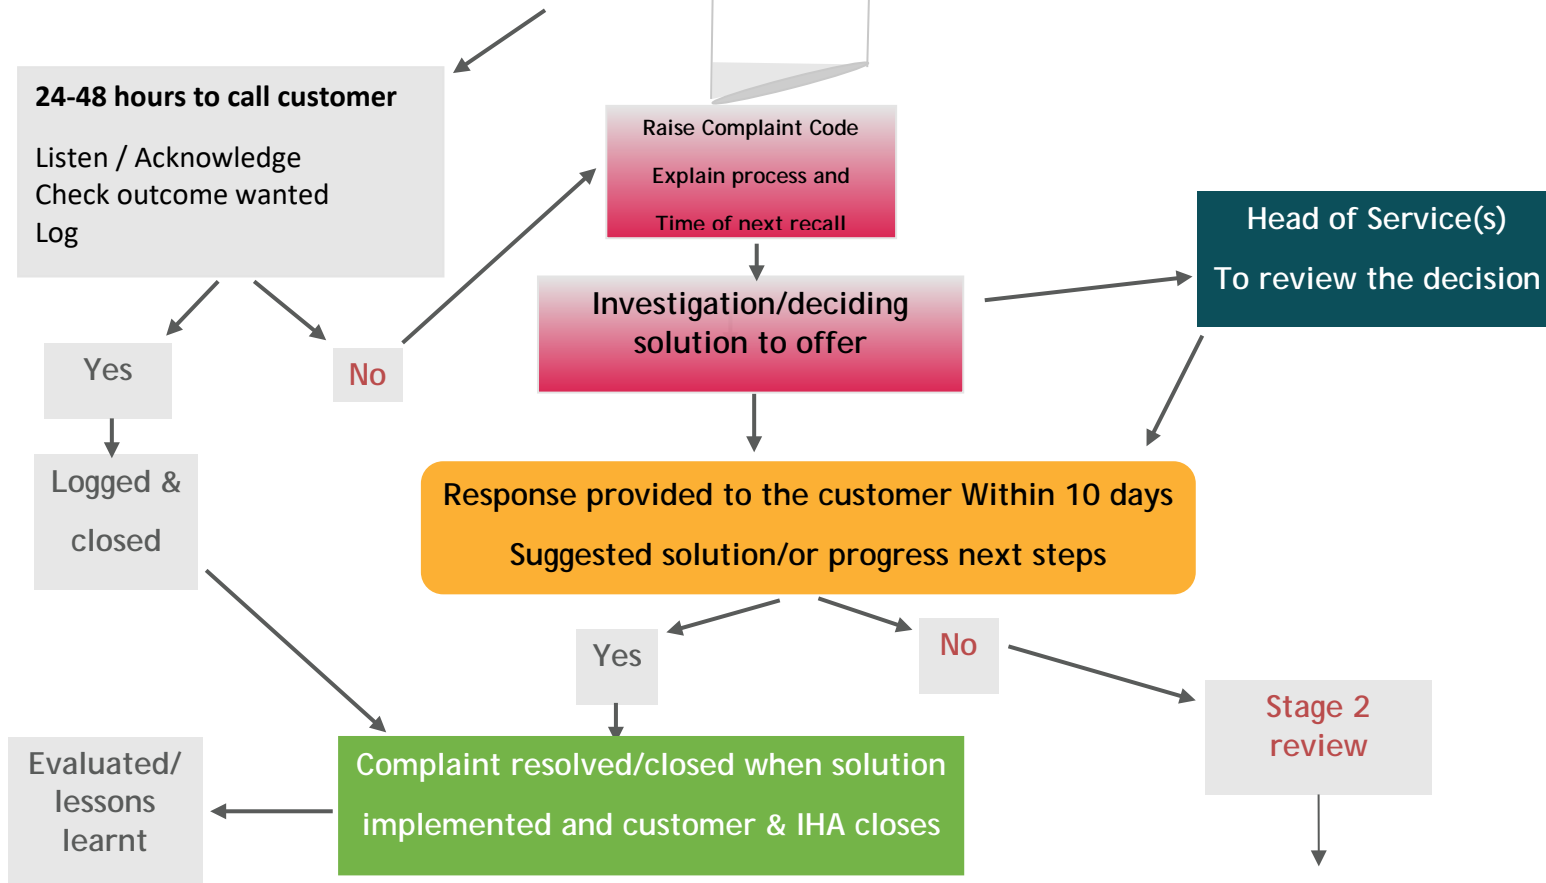 24-48 hours to call customer
Listen / Acknowledge
Check outcome wanted
Log
Raise Complaint Code
Explain process and
Time of next recall
Head of Service(s)
To review the decision
Investigation/deciding
solution to offer
Yes
No
Logged &
closed
Response provided to the customer Within 10 days
Suggested solution/or progress next steps
Yes
No
Stage 2
review
Evaluated/
lessons
learnt
Complaint resolved/closed when solution
implemented and customer & IHA closes